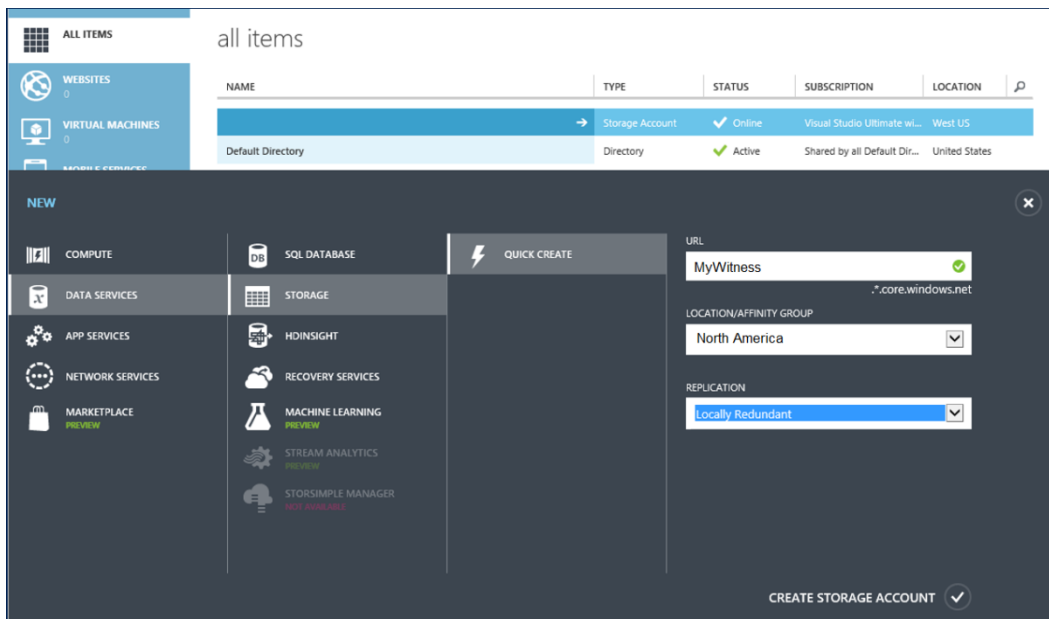 ALL ITEMS
all items
WEBSITES
0
NAME TYPE STATUS SUBSCRIPTION LOCATION
VIRTUAL MACHINES
0
Storage Account Online Visual Studio Ultimate wi... West US
Default Directory Directory Active Shared by all Default Dir... United States
MOBILE SERVICES
NEW
COMPUTE
DATA SERVICES
APP SERVICES
NETWORK SERVICES
MARKETPLACE
PREVIEW
DB
SQL DATABASE
STORAGE
HDINSIGHT
RECOVERY SERVICES
MACHINE LEARNING
PREVIEW
STREAM ANALYTICS
PREVIEW
STORSIMPLE MANAGER
NOT AVAILABLE
QUICK CREATE
URL
MyWitness
.*.core.windows.net
LOCATION/AFFINITY GROUP
North America
REPLICATION
Locally Redundant
CREATE STORAGE ACCOUNT